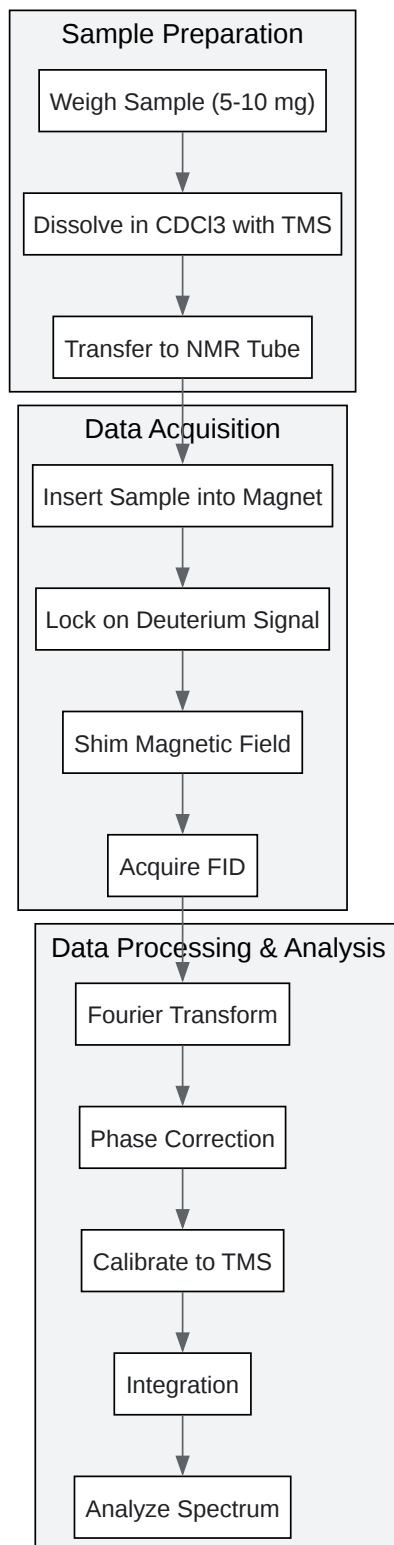 Sample Preparation
Weigh Sample (5-10 mg)
Dissolve in CDCl3 with TMS
Transfer to NMR Tube
Data Acquisition
Insert Sample into Magnet
Lock on Deuterium Signal
Shim Magnetic Field
Acquire FID
Data Processing & Analysis
Fourier Transform
Phase Correction
Calibrate to TMS
Integration
Analyze Spectrum